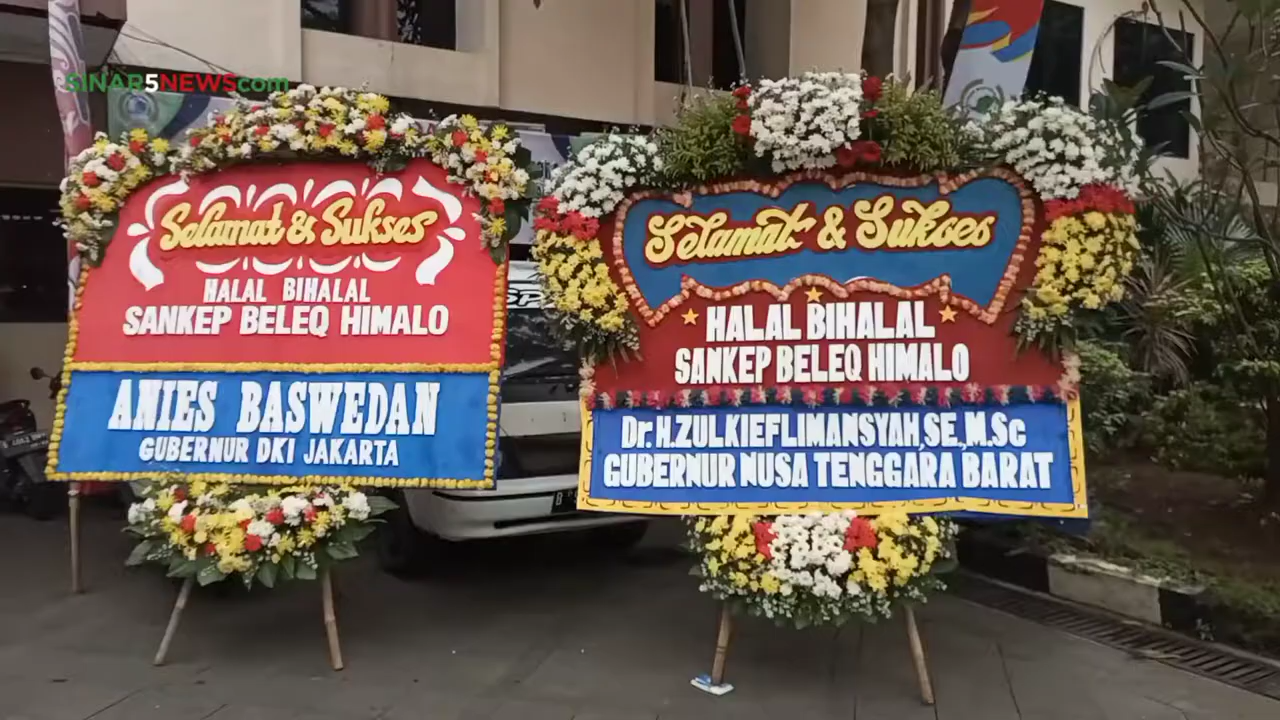 SINAR5NEWS.com
Selamat & Sukses
HALAL BIHALAL
SANKEP BELEQ HIMALO
ANIES BASWEDAN
GUBERNUR DKI JAKARTA
Selamat & Sukses
HALAL BIHALAL
SANKEP BELEQ HIMALO
Dr.H.ZULKIEFLIMANSYAH,SE.,M.Sc
GUBERNUR NUSA TENGGARA BARAT